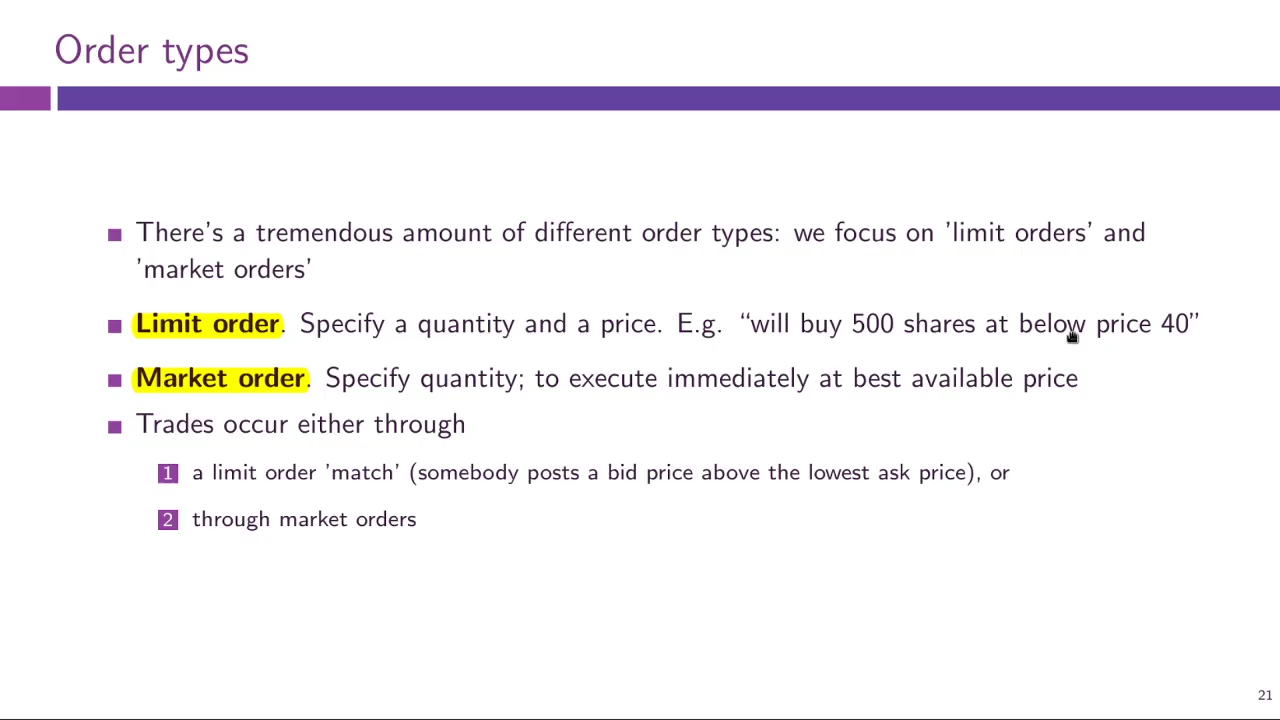 Order types
There's a tremendous amount of different order types: we focus on 'limit orders' and
'market orders'
Limit order. Specify a quantity and a price. E.g. “will buy 500 shares at below price 40”
Market order. Specify quantity; to execute immediately at best available price
Trades occur either through
1 a limit order 'match' (somebody posts a bid price above the lowest ask price), or
2 through market orders
21